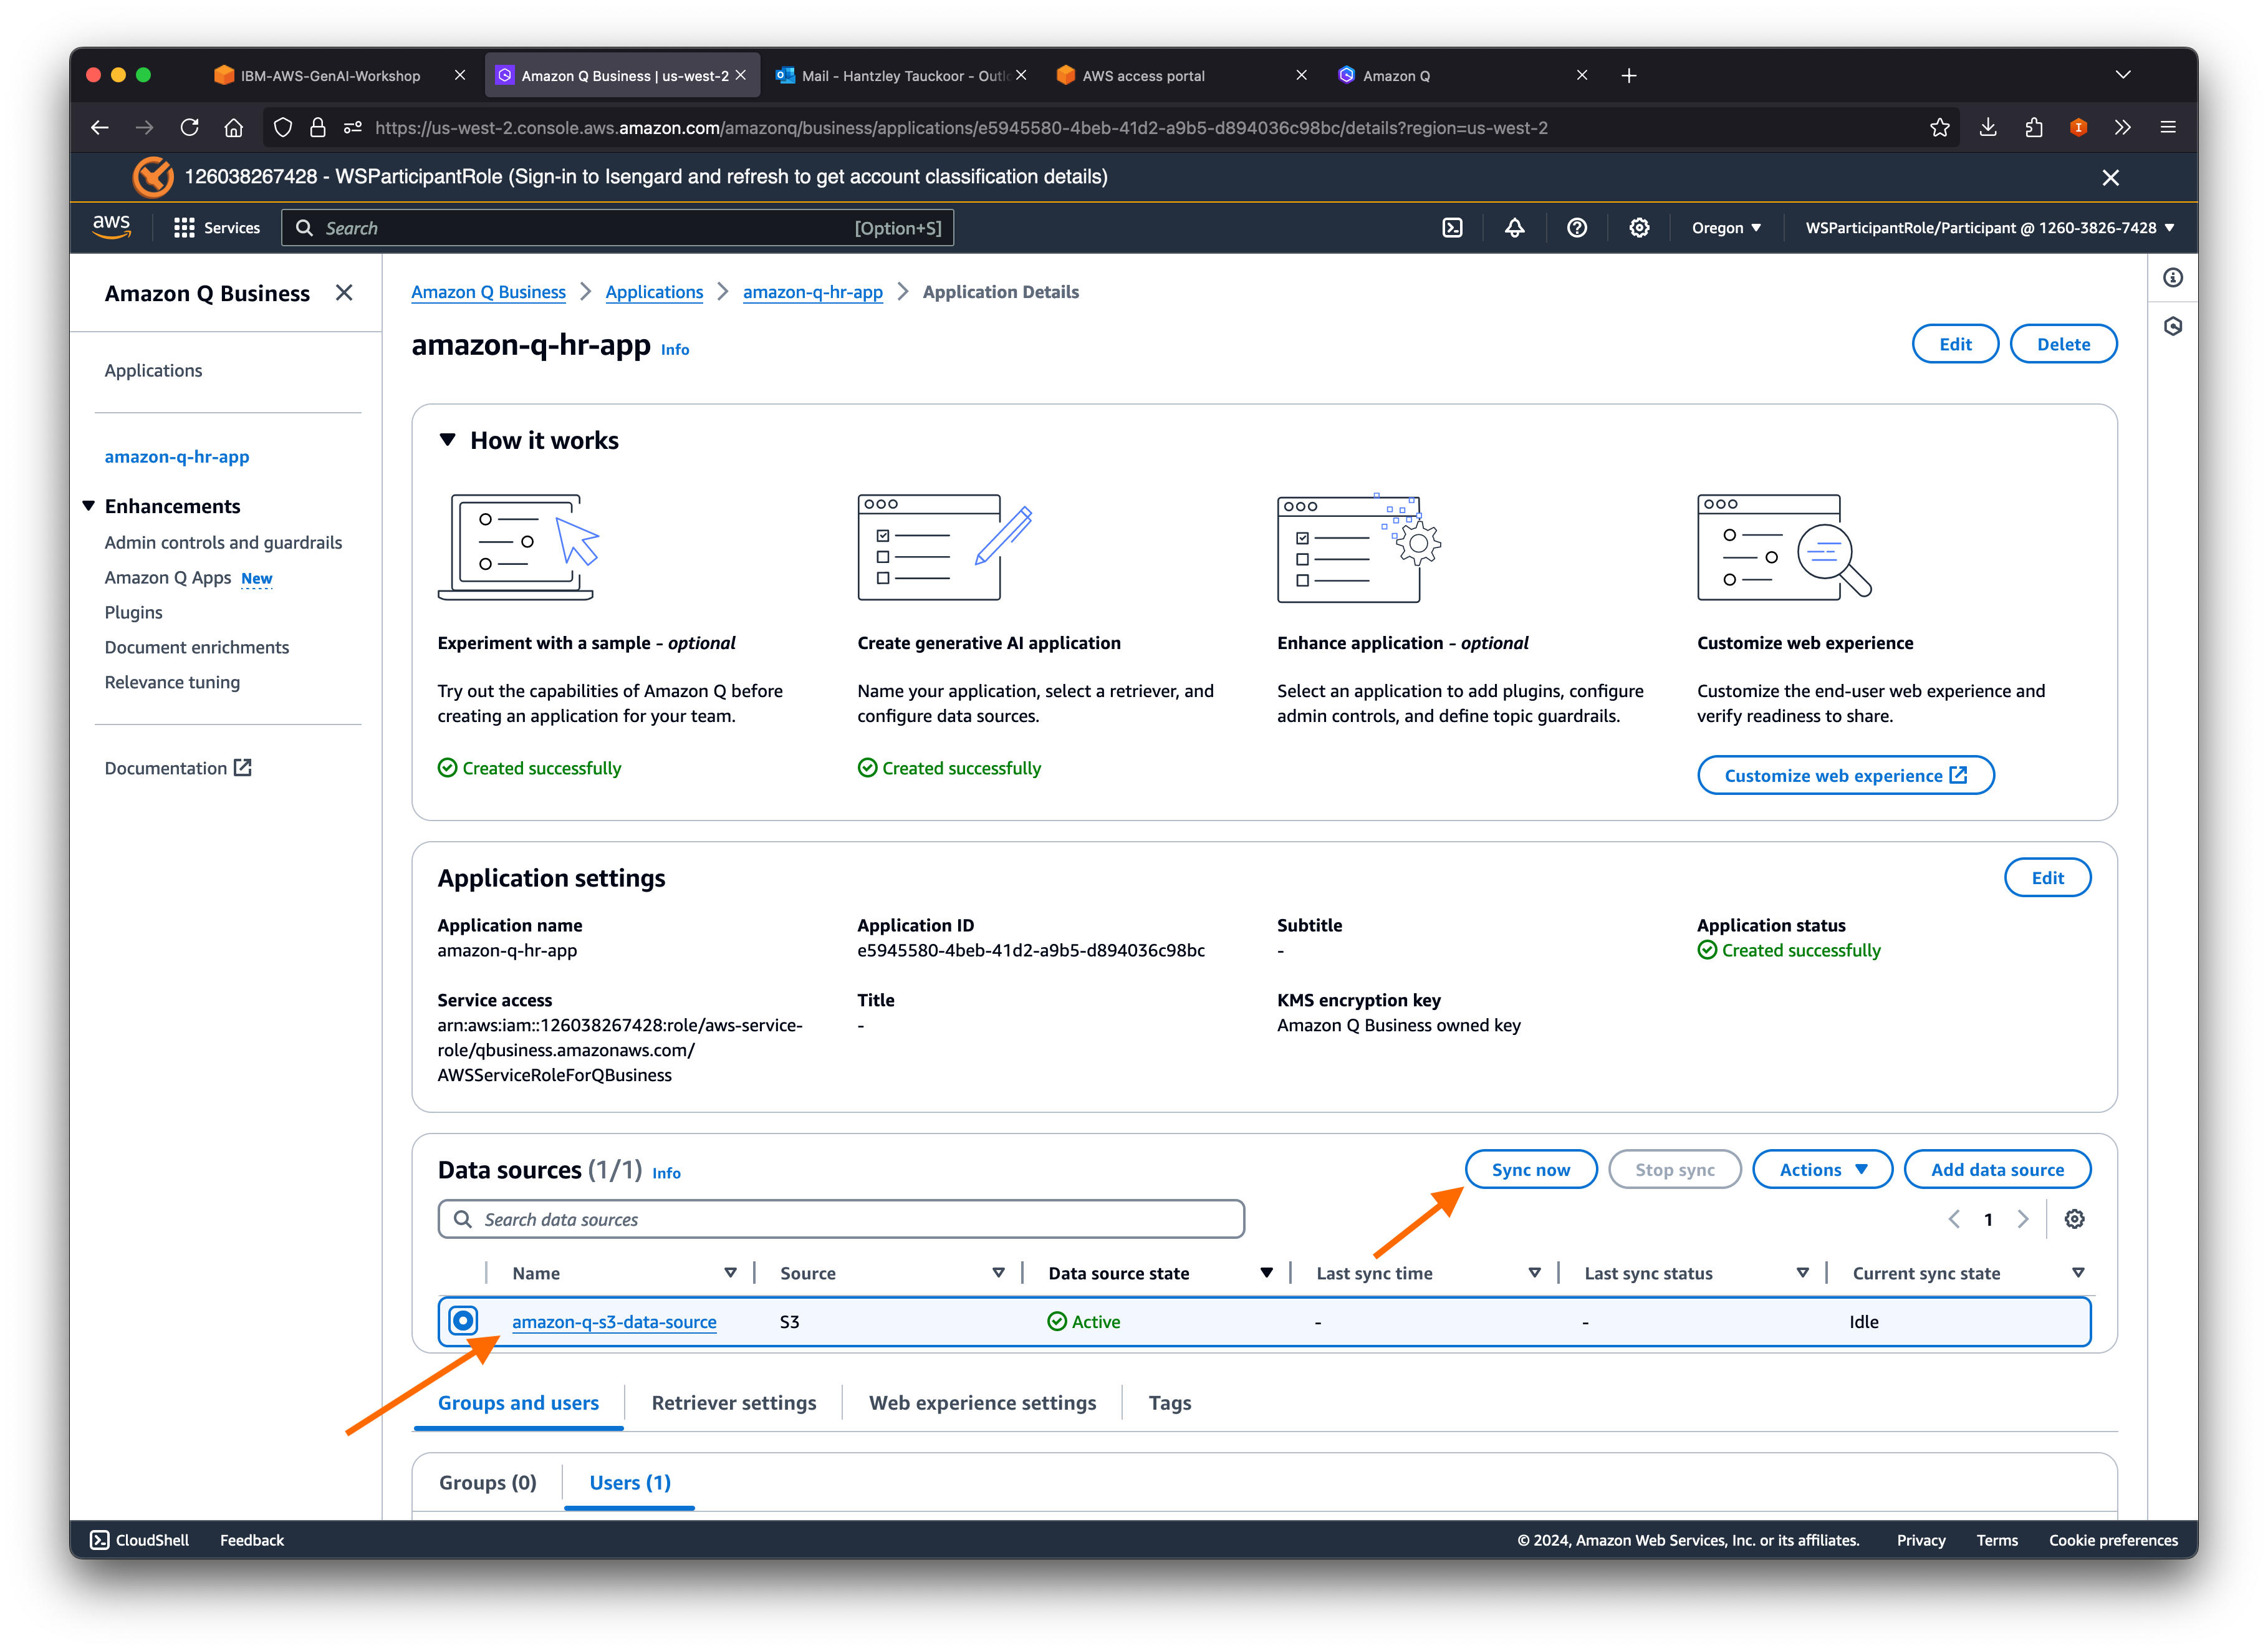 IBM-AWS-GenAI-Workshop
Amazon Q Business | us-west-2
Mail - Hantzley Tauckoor - Outl
AWS access portal
Amazon Q
https://us-west-2.console.aws.amazon.com/amazonq/business/applications/e5945580-4beb-41d2-a9b5-d894036c98bc/details?region=us-west-2
126038267428 - WSParticipantRole (Sign-in to Isengard and refresh to get account classification details)
aws
Services
Search
[Option+S]
Oregon
WSParticipantRole/Participant @ 1260-3826-7428
Amazon Q Business
Applications
amazon-q-hr-app
Enhancements
Admin controls and guardrails
Amazon Q Apps New
Plugins
Document enrichments
Relevance tuning
Documentation
Amazon Q Business
Applications
amazon-q-hr-app
Application Details
amazon-q-hr-app Info
Edit
Delete
How it works
Experiment with a sample - optional
Try out the capabilities of Amazon Q before
creating an application for your team.
Created successfully
Create generative AI application
Name your application, select a retriever, and
configure data sources.
Created successfully
Enhance application - optional
Select an application to add plugins, configure
admin controls, and define topic guardrails.
Customize web experience
Customize the end-user web experience and
verify readiness to share.
Customize web experience
Application settings
Edit
Application name
amazon-q-hr-app
Application ID
e5945580-4beb-41d2-a9b5-d894036c98bc
Subtitle
-
Application status
Created successfully
Service access
arn:aws:iam::126038267428:role/aws-service-
role/qbusiness.amazonaws.com/
AWSServiceRoleForQBusiness
Title
-
KMS encryption key
Amazon Q Business owned key
Data sources (1/1) Info
Sync now
Stop sync
Actions
Add data source
Search data sources
1
Name
Source
Data source state
Last sync time
Last sync status
Current sync state
amazon-q-s3-data-source
S3
Active
-
-
Idle
Groups and users
Retriever settings
Web experience settings
Tags
Groups (0)
Users (1)
CloudShell
Feedback
© 2024, Amazon Web Services, Inc. or its affiliates.
Privacy
Terms
Cookie preferences